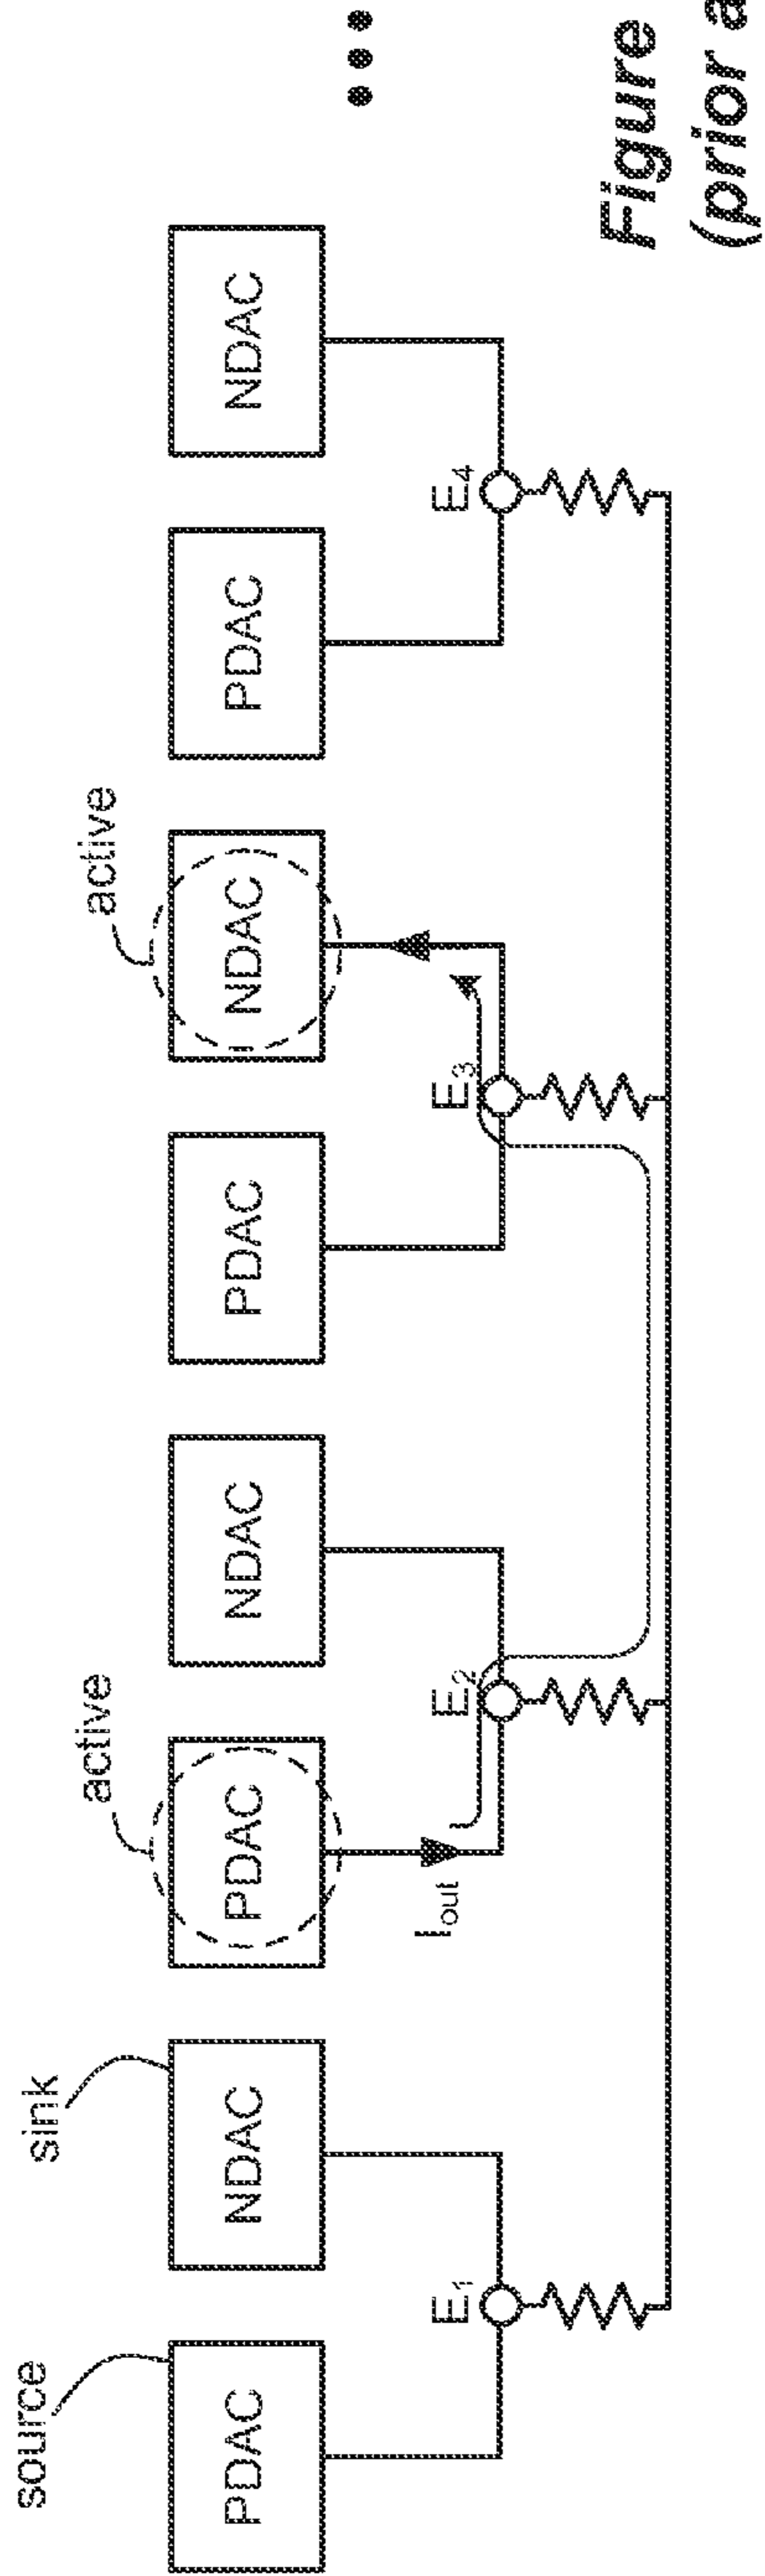 source
sink
active
active
PDAC
NDAC
PDAC
NDAC
PDAC
NDAC
PDAC
NDAC
Iout
E1
E2
E3
E4
Figure
(prior a